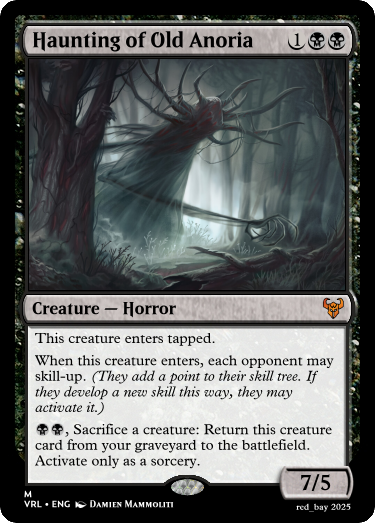 Haunting of Old Anoria 1
Creature — Horror
This creature enters tapped.
When this creature enters, each opponent may
skill-up. (They add a point to their skill tree. If
they develop a new skill this way, they may
activate it.)
, Sacrifice a creature: Return this creature
card from your graveyard to the battlefield.
Activate only as a sorcery.
7/5
M
VRL • ENG Damien Mammoliti
red_bay 2025